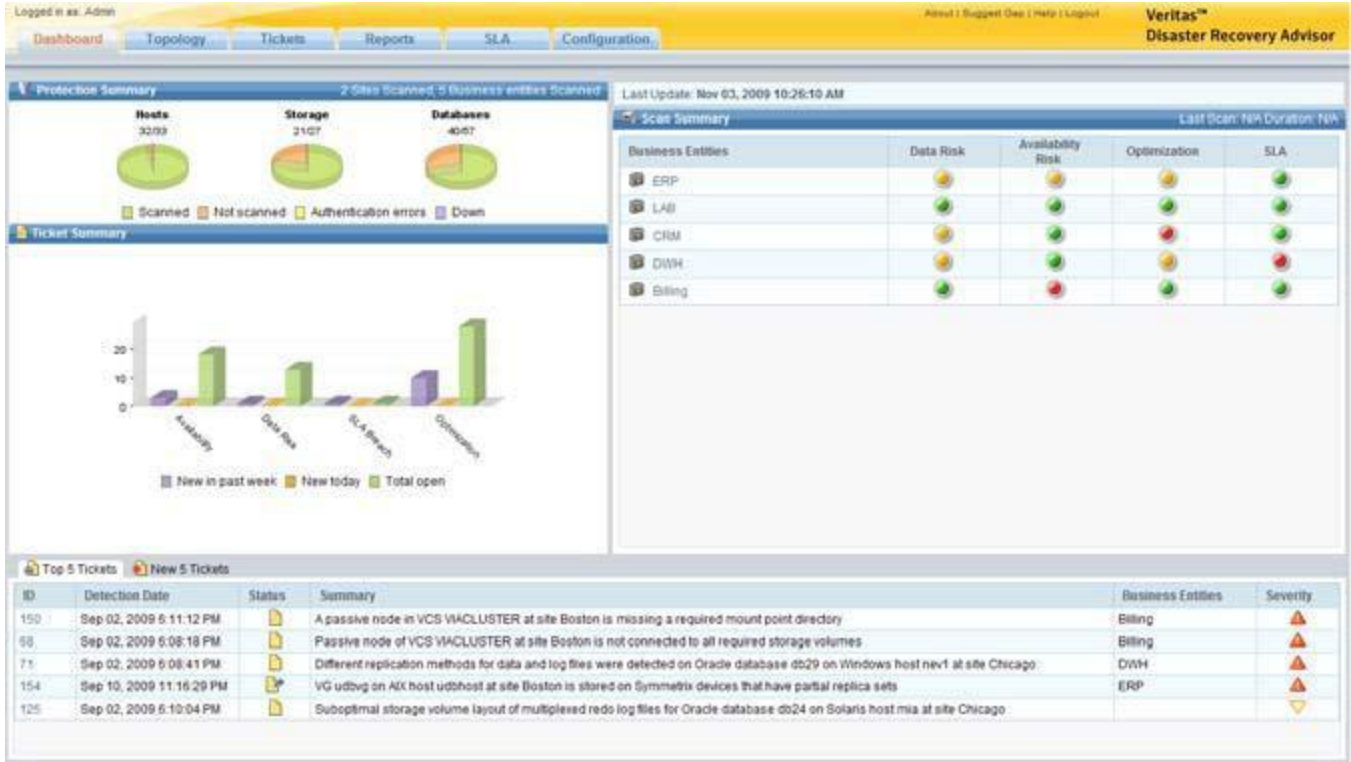 Logged in as: Admin
About | Suggest Gap | Help | Logout
Veritas™
Disaster Recovery Advisor
Dashboard Topology Tickets Reports SLA Configuration
Protection Summary 2 Sites Scanned, 5 Business entities Scanned
Hosts Storage Databases
32/33 21/27
Scanned Not scanned Authentication errors Down
Ticket Summary
20
10
0
Availability Data Risk SLA Breach Optimization
New in past week New today Total open
Last Update: Nov 03, 2009 10:26:10 AM
Scan Summary Last Scan: N/A Duration: N/A
Business Entities Data Risk Availability Risk Optimization SLA
ERP
LAB
CRM
DWH
Billing
Top 5 Tickets New 5 Tickets
ID Detection Date Status Summary Business Entities Severity
150 Sep 02, 2009 6:11:12 PM A passive node in VCS VIACLUSTER at site Boston is missing a required mount point directory Billing
68 Sep 02, 2009 6:08:18 PM Passive node of VCS VIACLUSTER at site Boston is not connected to all required storage volumes Billing
71 Sep 02, 2009 6:08:41 PM Different replication methods for data and log files were detected on Oracle database db29 on Windows host nev1 at site Chicago DWH
154 Sep 10, 2009 11:16:29 PM VG udbvg on AIX host udbhost at site Boston is stored on Symmetrix devices that have partial replica sets ERP
125 Sep 02, 2009 6:10:04 PM Suboptimal storage volume layout of multiplexed redo log files for Oracle database db24 on Solaris host mia at site Chicago